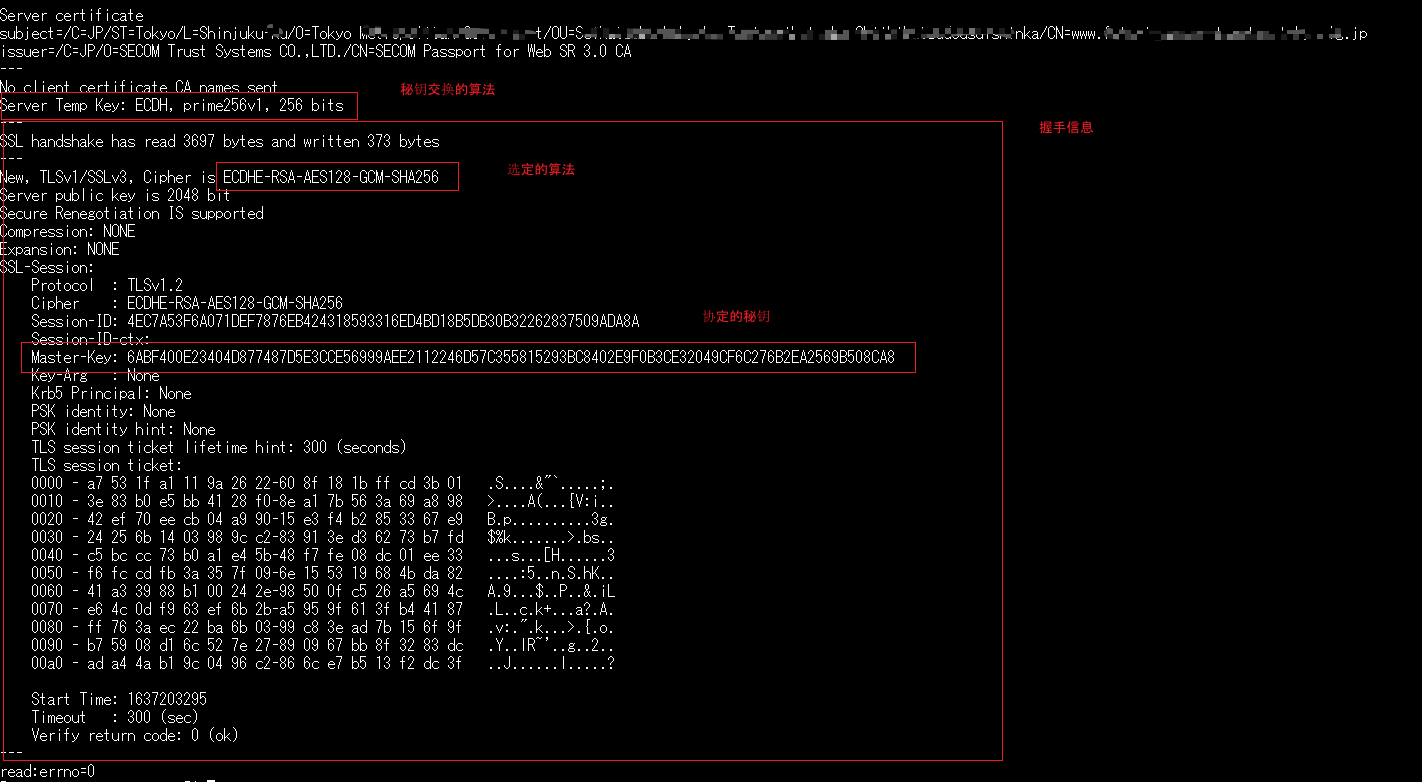 Server certificate
subject=/C=JP/ST=Tokyo/L=Shinjuku-Ku/O=Tokyo /CN=www. .jp
issuer=/C=JP/O=SECOM Trust Systems CO.,LTD./CN=SECOM Passport for Web SR 3.0 CA
---
No client certificate CA names sent
秘钥交换的算法
Server Temp Key: ECDH, prime256v1, 256 bits
---
握手信息
SSL handshake has read 3697 bytes and written 373 bytes
---
New, TLSv1/SSLv3, Cipher is ECDHE-RSA-AES128-GCM-SHA256
选定的算法
Server public key is 2048 bit
Secure Renegotiation IS supported
Compression: NONE
Expansion: NONE
SSL-Session:
Protocol : TLSv1.2
Cipher : ECDHE-RSA-AES128-GCM-SHA256
Session-ID: 4EC7A53F6A071DEF7876EB424318593316ED4BD18B5DB30B32262837509ADA8A
协定的秘钥
Session-ID-ctx:
Master-Key: 6ABF400E23404D877487D5E3CCE56999AEE2112246D57C355815293BC8402E9F0B3CE32049CF6C276B2EA2569B508CA8
Key-Arg : None
Krb5 Principal: None
PSK identity: None
PSK identity hint: None
TLS session ticket lifetime hint: 300 (seconds)
TLS session ticket:
0000 - a7 53 1f a1 11 9a 26 22-60 8f 18 1b ff cd 3b 01 .S....&"`.....;.
0010 - 3e 83 b0 e5 bb 41 28 f0-8e a1 7b 56 3a 69 a8 98 >....A(...{V:i..
0020 - 42 ef 70 ee cb 04 a9 90-15 e3 f4 b2 85 33 67 e9 B.p..........3g.
0030 - 24 25 6b 14 03 98 9c c2-83 91 3e d3 62 73 b7 fd $%k.......>.bs..
0040 - c5 bc cc 73 b0 a1 e4 5b-48 f7 fe 08 dc 01 ee 33 ...s...[H......3
0050 - f6 fc cd fb 3a 35 7f 09-6e 15 53 19 68 4b da 82 ....:5..n.S.hK..
0060 - 41 a3 39 88 b1 00 24 2e-98 50 0f c5 26 a5 69 4c A.9...$..P..&.iL
0070 - e6 4c 0d f9 63 ef 6b 2b-a5 95 9f 61 3f b4 41 87 .L..c.k+...a?.A.
0080 - ff 76 3a ec 22 ba 6b 03-99 c8 3e ad 7b 15 6f 9f .v:.".k...>.{.o.
0090 - b7 59 08 d1 6c 52 7e 27-89 09 67 bb 8f 32 83 dc .Y..lR~'..g..2..
00a0 - ad a4 4a b1 9c 04 96 c2-86 6c e7 b5 13 f2 dc 3f ..J......l.....?
Start Time: 1637203295
Timeout : 300 (sec)
Verify return code: 0 (ok)
---
read:errno=0